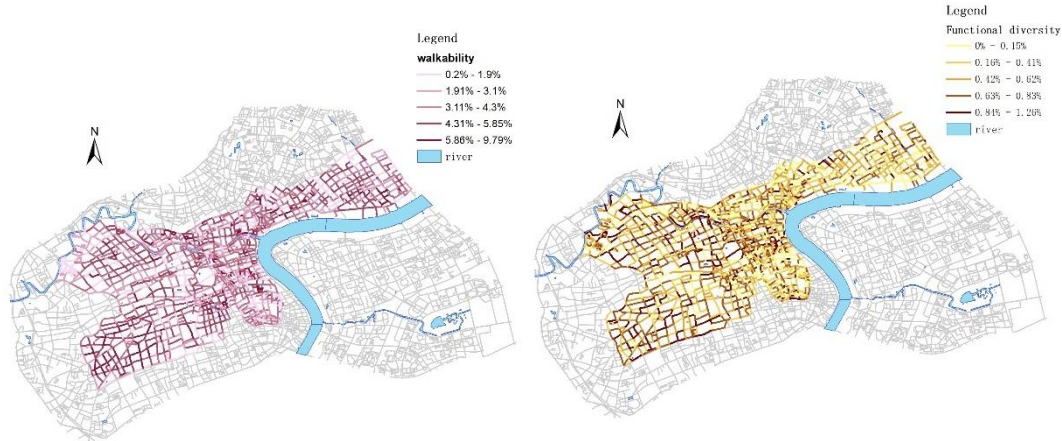 Legend
walkability
0.2% - 1.9%
1.91% - 3.1%
3.11% - 4.3%
4.31% - 5.85%
5.86% - 9.79%
river
N
Legend
Functional diversity
0% - 0.15%
0.16% - 0.41%
0.42% - 0.62%
0.63% - 0.83%
0.84% - 1.26%
river
N